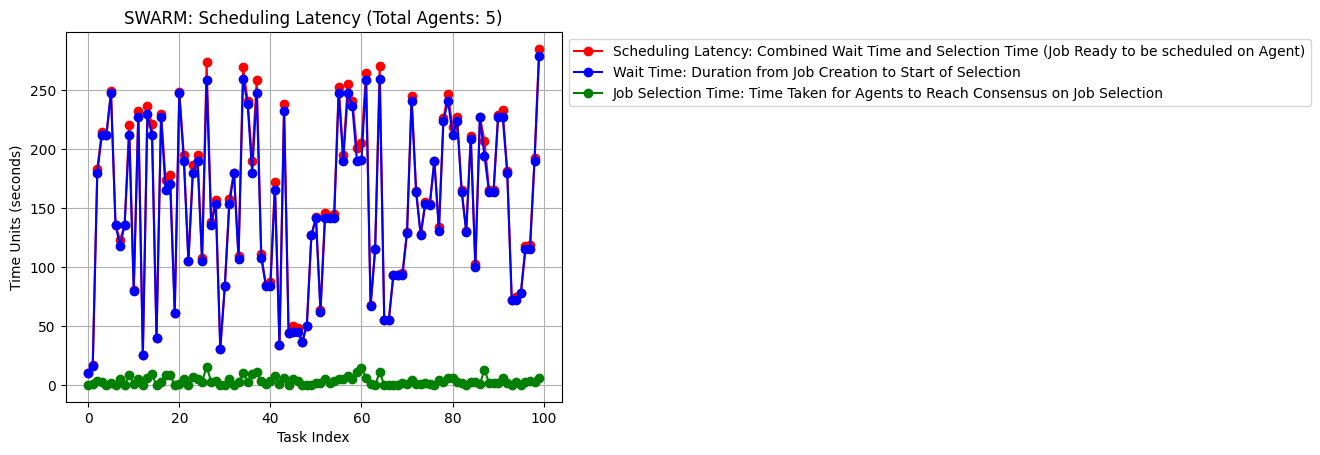 SWARM: Scheduling Latency (Total Agents: 5)
Scheduling Latency: Combined Wait Time and Selection Time (Job Ready to be scheduled on Agent)
Wait Time: Duration from Job Creation to Start of Selection
Job Selection Time: Time Taken for Agents to Reach Consensus on Job Selection
Time Units (seconds)
250
200
150
100
50
0
0 20 40 60 80 100
Task Index